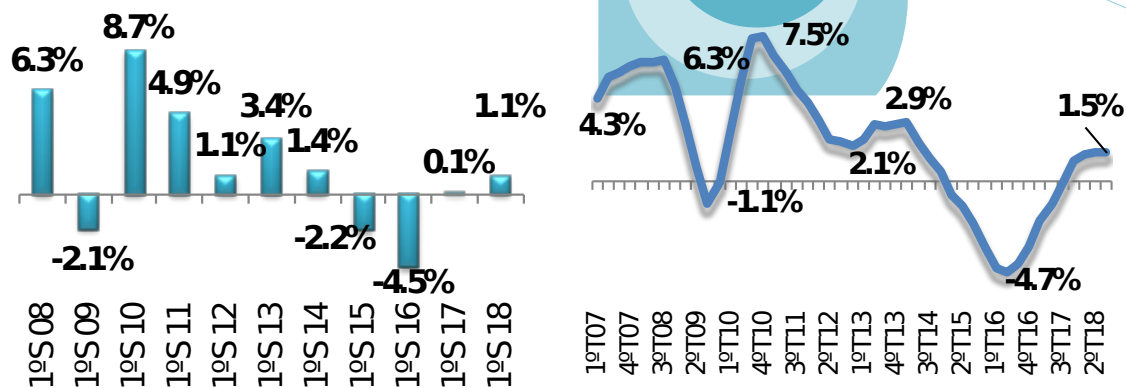 8.7%
6.3%
4.9%
3.4%
1.1%
1.1%
1.4%
0.1%
-2.2%
-2.1%
-4.5%
1ºS 08
1ºS 09
1ºS 10
1ºS 11
1ºS 12
1ºS 13
1ºS 14
1ºS 15
1ºS 16
1ºS 17
1ºS 18
7.5%
6.3%
2.9%
1.5%
4.3%
2.1%
-1.1%
-4.7%
1ºT07
4ºT07
3ºT08
2ºT09
1ºT10
4ºT10
3ºT11
2ºT12
1ºT13
4ºT13
3ºT14
2ºT15
1ºT16
4ºT16
3ºT17
2ºT18